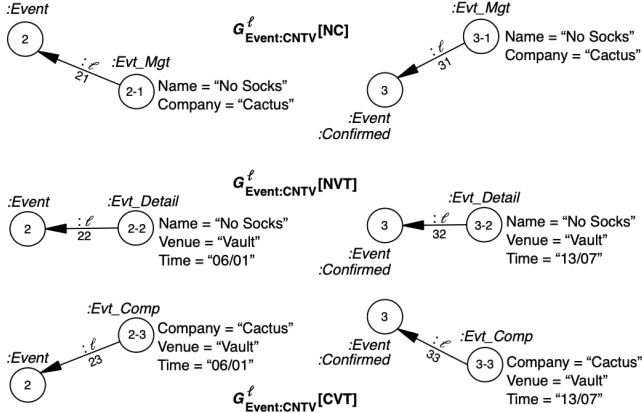 :Event
2
:ℓ
21
:Evt_Mgt
2-1
Name = “No Socks”
Company = “Cactus”
G^ℓ_Event:CNTV[NC]
:Evt_Mgt
3-1
Name = “No Socks”
Company = “Cactus”
:ℓ
31
3
:Event
:Confirmed
G^ℓ_Event:CNTV[NVT]
:Event
2
:ℓ
22
:Evt_Detail
2-2
Name = “No Socks”
Venue = “Vault”
Time = “06/01”
:Evt_Detail
3
:ℓ
32
3-2
Name = “No Socks”
Venue = “Vault”
Time = “13/07”
:Event
:Confirmed
:Evt_Comp
2-3
Company = “Cactus”
Venue = “Vault”
Time = “06/01”
:ℓ
23
:Event
2
3
:Event
:Confirmed
:ℓ
33
:Evt_Comp
3-3
Company = “Cactus”
Venue = “Vault”
Time = “13/07”
G^ℓ_Event:CNTV[CVT]